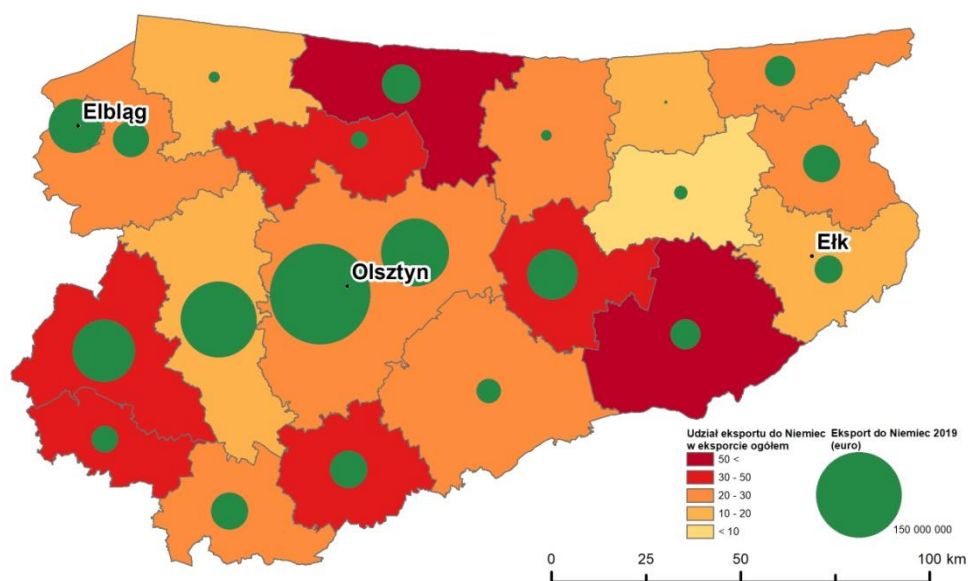 Elbląg
Ełk
Olsztyn
Udział eksportu do Niemiec
w eksporcie ogółem
50 <
30 - 50
20 - 30
10 - 20
< 10
Eksport do Niemiec 2019
(euro)
150 000 000
0 25 50 100 km